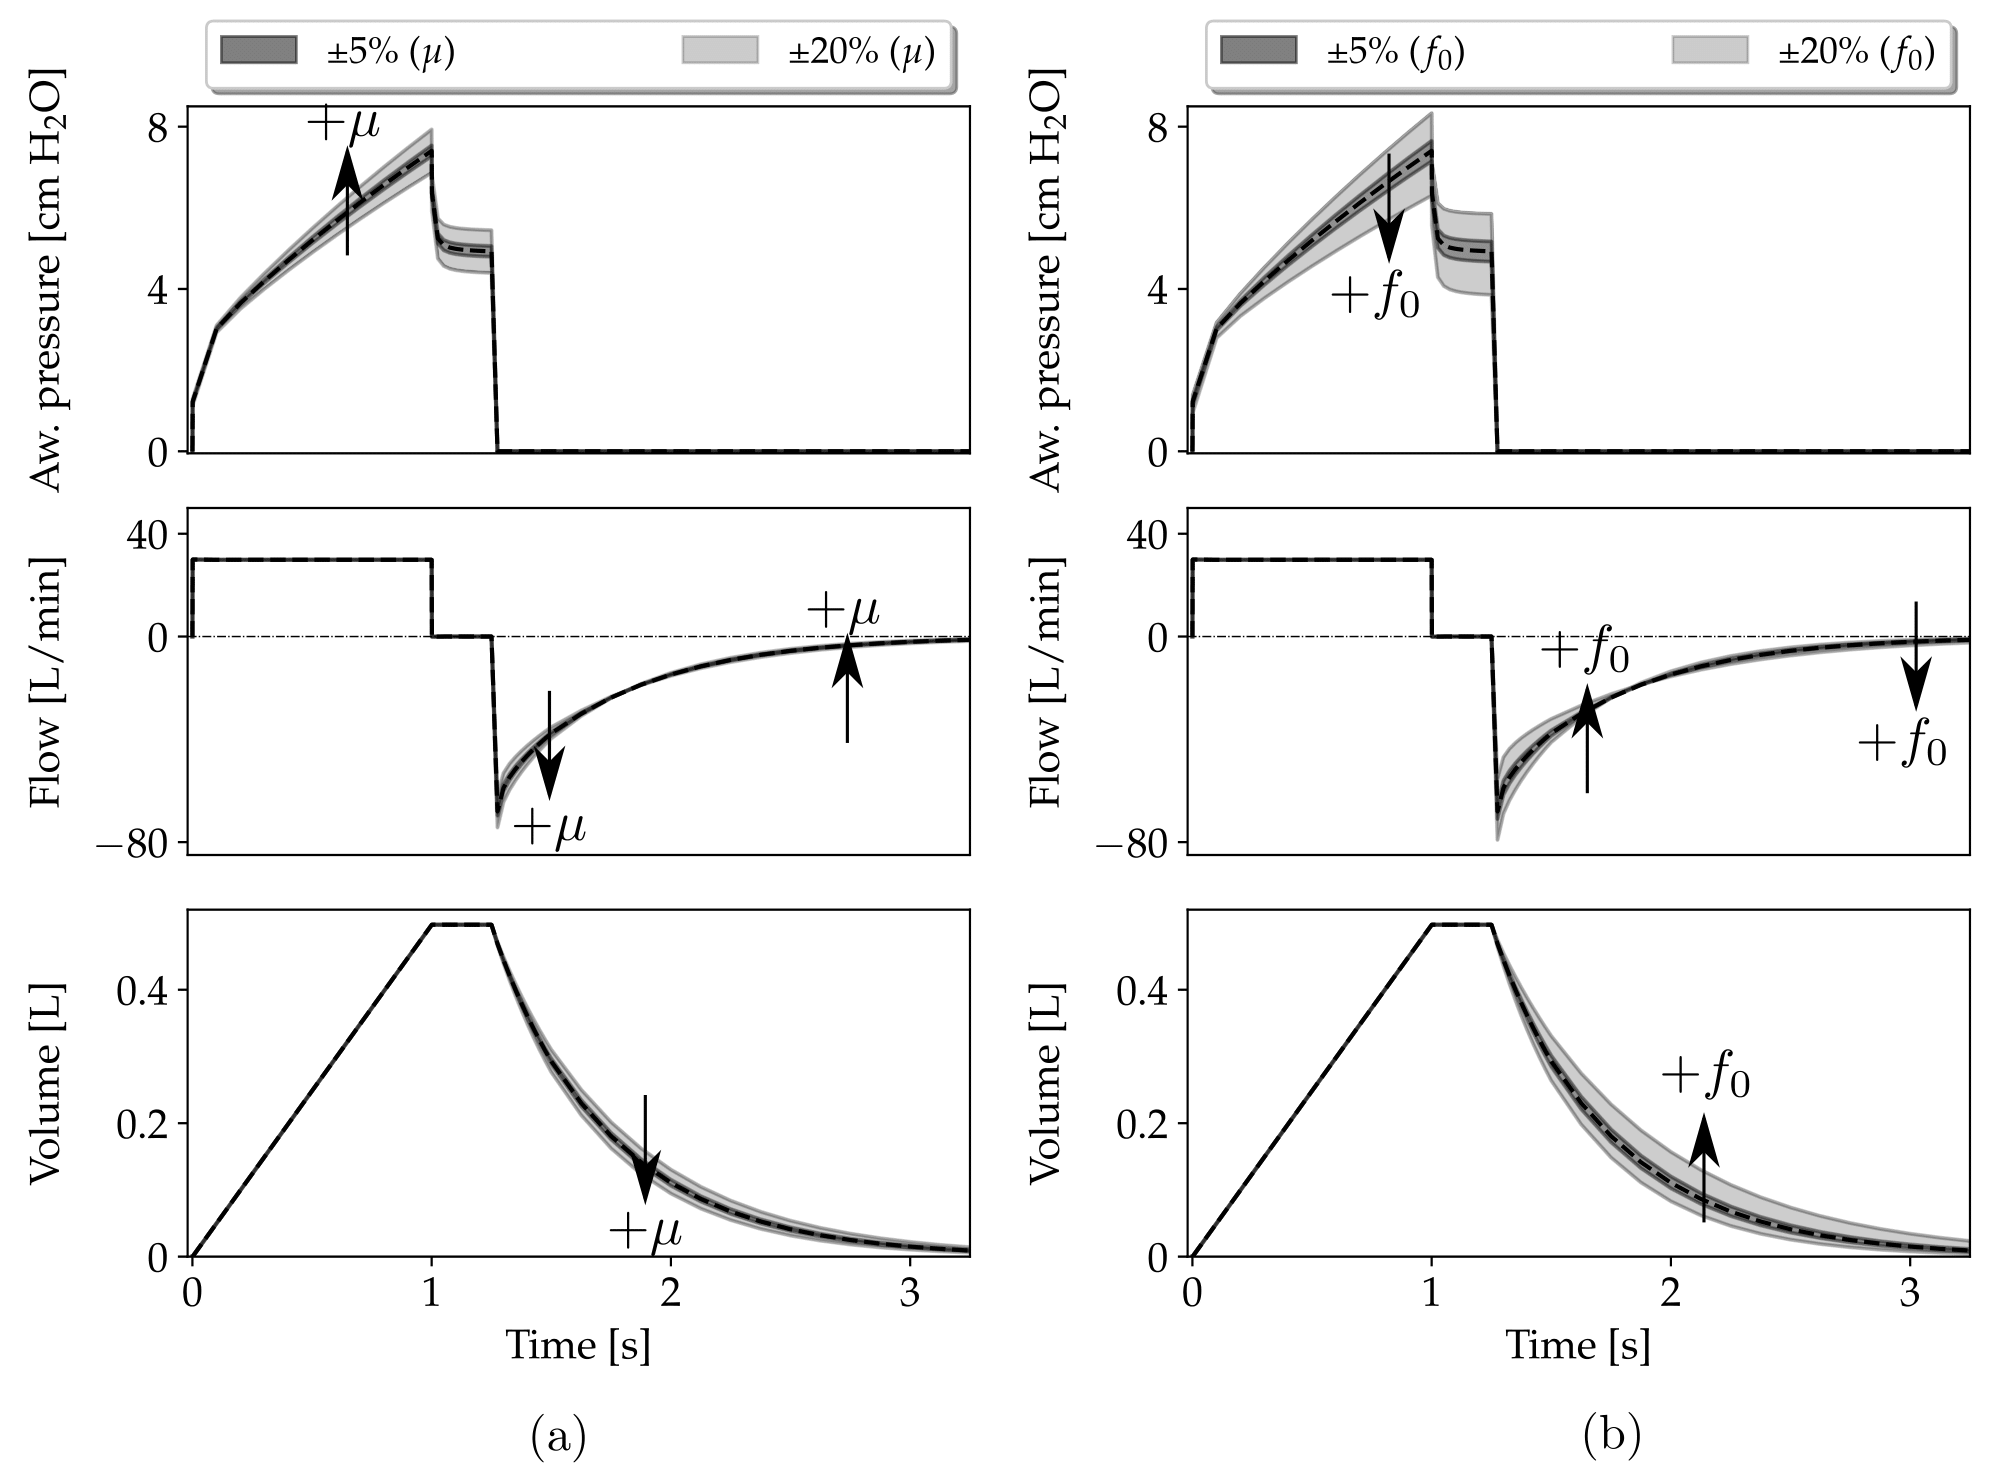 ±5% (μ) ±20% (μ)
Aw. pressure [cm H₂O]
8
4
0
+μ
Flow [L/min]
40
0
−80
+μ
+μ
Volume [L]
0.4
0.2
0
+μ
0 1 2 3
Time [s]
(a)
±5% (f₀) ±20% (f₀)
Aw. pressure [cm H₂O]
8
4
0
+f₀
Flow [L/min]
40
0
−80
+f₀
+f₀
Volume [L]
0.4
0.2
0
+f₀
0 1 2 3
Time [s]
(b)